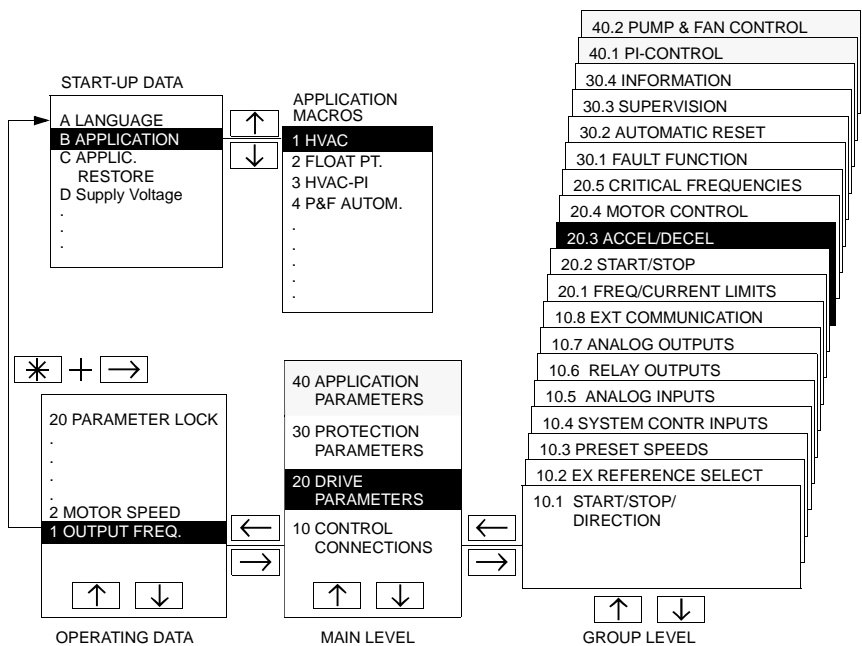 START-UP DATA
A LANGUAGE
B APPLICATION
C APPLIC.
RESTORE
D Supply Voltage
.
.
.
↑
↓
APPLICATION
MACROS
1 HVAC
2 FLOAT PT.
3 HVAC-PI
4 P&F AUTOM.
.
.
.
.
.
40.2 PUMP & FAN CONTROL
40.1 PI-CONTROL
30.4 INFORMATION
30.3 SUPERVISION
30.2 AUTOMATIC RESET
30.1 FAULT FUNCTION
20.5 CRITICAL FREQUENCIES
20.4 MOTOR CONTROL
20.3 ACCEL/DECEL
20.2 START/STOP
20.1 FREQ/CURRENT LIMITS
10.8 EXT COMMUNICATION
10.7 ANALOG OUTPUTS
10.6 RELAY OUTPUTS
10.5 ANALOG INPUTS
10.4 SYSTEM CONTR INPUTS
10.3 PRESET SPEEDS
10.2 EX REFERENCE SELECT
10.1 START/STOP/
DIRECTION
↑ ↓
GROUP LEVEL
* + →
20 PARAMETER LOCK
.
.
.
.
2 MOTOR SPEED
1 OUTPUT FREQ.
↑ ↓
OPERATING DATA
←
→
40 APPLICATION
PARAMETERS
30 PROTECTION
PARAMETERS
20 DRIVE
PARAMETERS
10 CONTROL
CONNECTIONS
↑ ↓
MAIN LEVEL
←
→